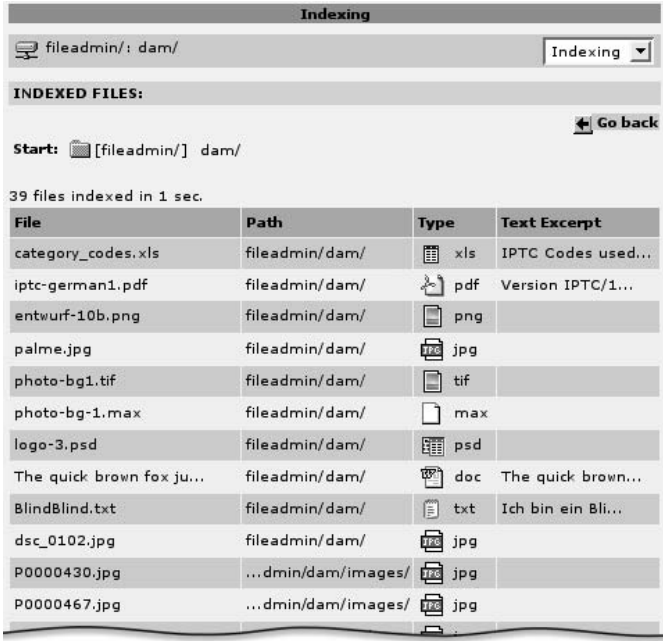 Indexing
fileadmin/: dam/ Indexing
INDEXED FILES:
Go back
Start: [fileadmin/] dam/
39 files indexed in 1 sec.
File Path Type Text Excerpt
category_codes.xls fileadmin/dam/ xls IPTC Codes used...
iptc-german1.pdf fileadmin/dam/ pdf Version IPTC/1...
entwurf-10b.png fileadmin/dam/ png
palme.jpg fileadmin/dam/ jpg
photo-bg1.tif fileadmin/dam/ tif
photo-bg-1.max fileadmin/dam/ max
logo-3.psd fileadmin/dam/ psd
The quick brown fox ju... fileadmin/dam/ doc The quick brown...
BlindBlind.txt fileadmin/dam/ txt Ich bin ein Bli...
dsc_0102.jpg fileadmin/dam/ jpg
P0000430.jpg ...dmin/dam/images/ jpg
P0000467.jpg ...dmin/dam/images/ jpg